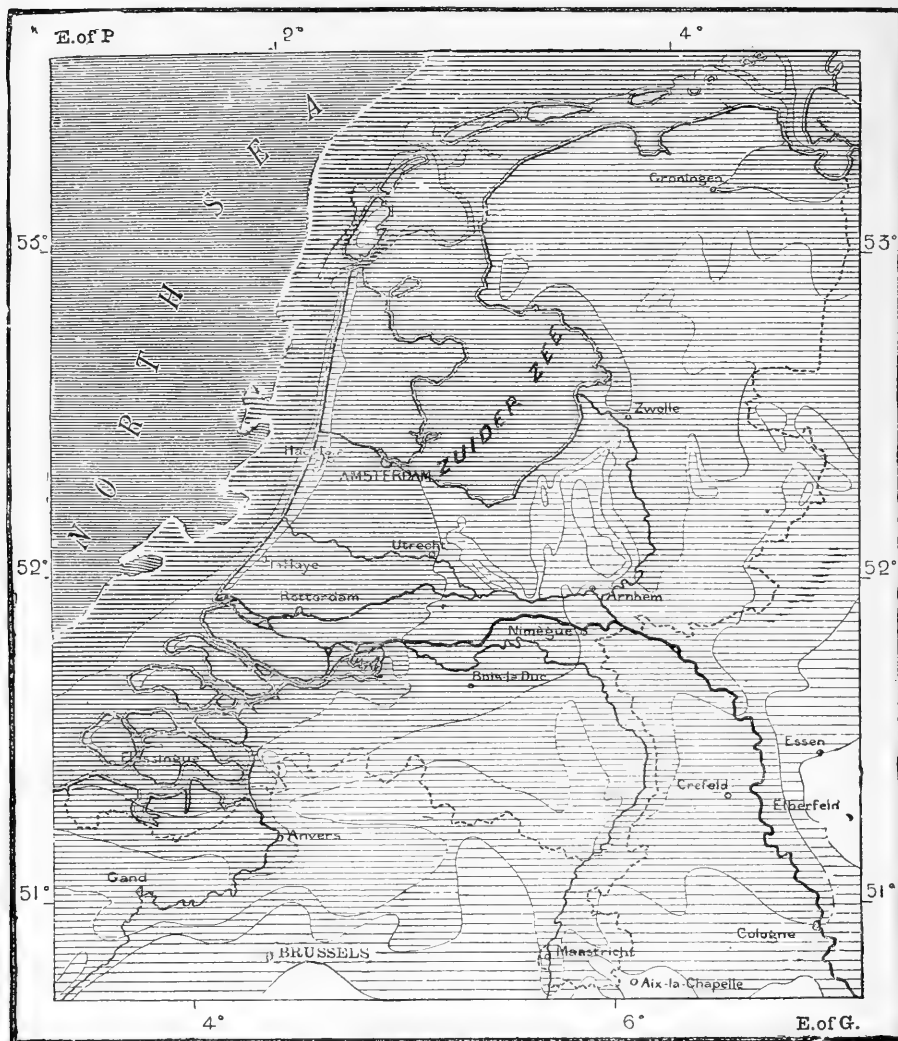 E. of P
2°
4°
NORTH SEA
Groningen
53°
53°
ZUIDER ZEE
Zwolle
AMSTERDAM
Utrecht
52°
52°
Rotterdam
Arnhem
Nimègue
Bois-le Duc
Essen
Flessingue
Crefeld
Elberfeld
Anvers
Gand
51°
51°
Cologne
BRUSSELS
Maastricht
Aix-la-Chapelle
4°
6°
E. of G.